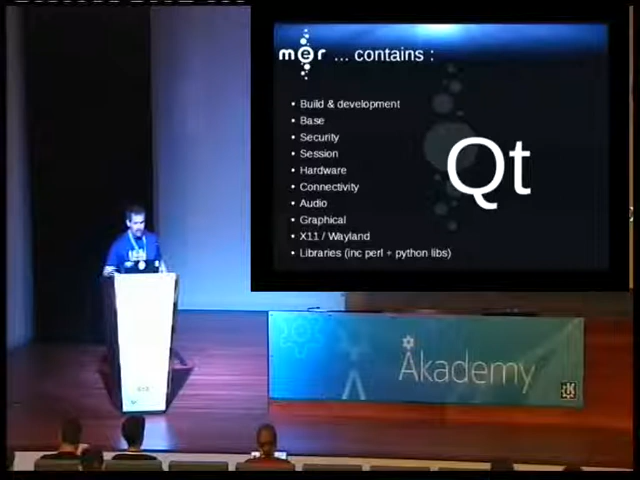 mer ... contains :
• Build & development
• Base
• Security
• Session
• Hardware
• Connectivity
• Audio
• Graphical
• X11 / Wayland
• Libraries (inc perl + python libs)
Qt
Akademy